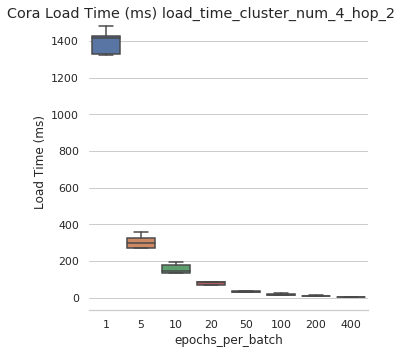 Cora Load Time (ms) load_time_cluster_num_4_hop_2
Load Time (ms)
1400
1200
1000
800
600
400
200
0
1 5 10 20 50 100 200 400
epochs_per_batch